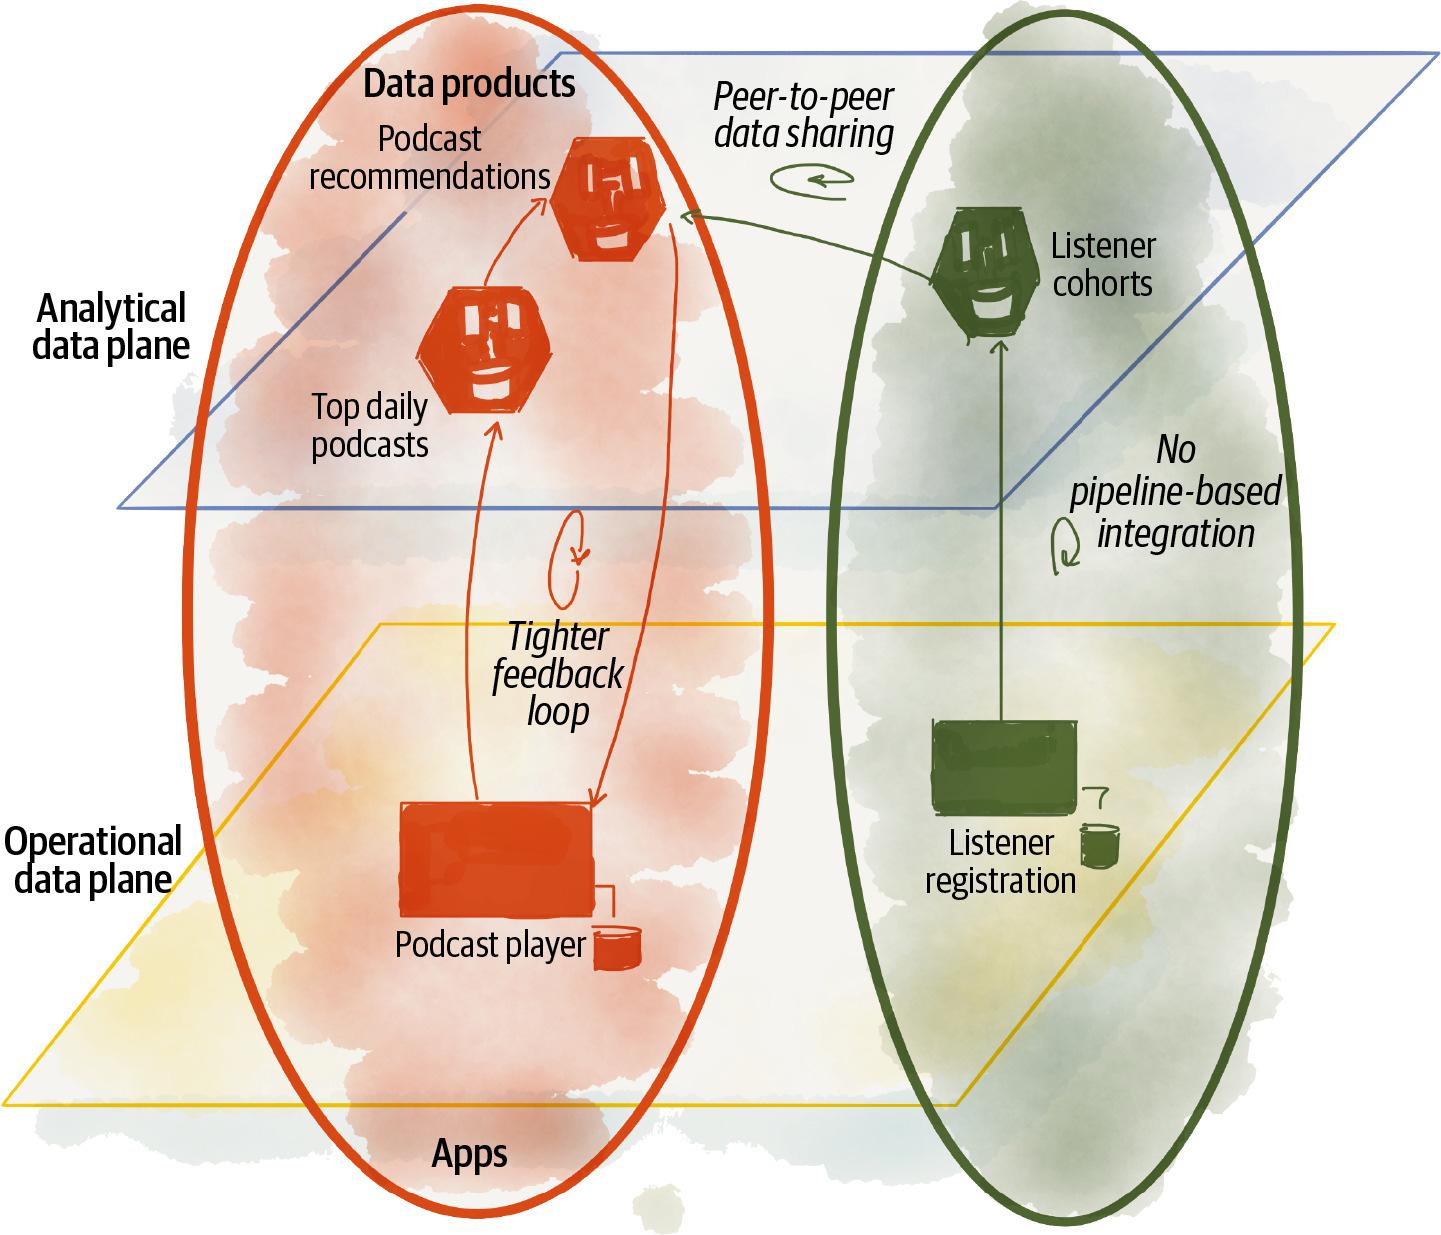 Data products
Podcast
recommendations
Peer-to-peer
data sharing
Listener
cohorts
Analytical
data plane
Top daily
podcasts
No
pipeline-based
integration
Tighter
feedback
loop
Operational
data plane
Listener
registration
Podcast player
Apps